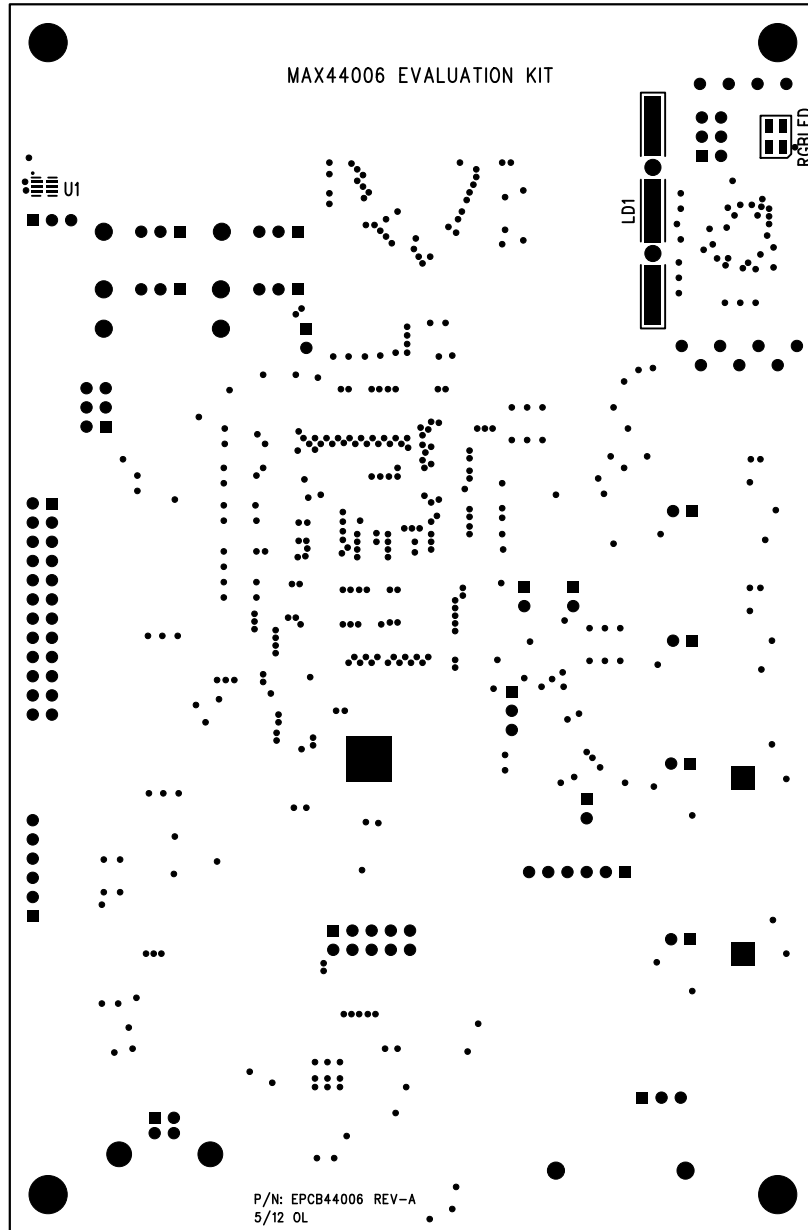 MAX44006 EVALUATION KIT
RGBLED
U1
LD1
P/N: EPCB44006 REV-A
5/12 OL